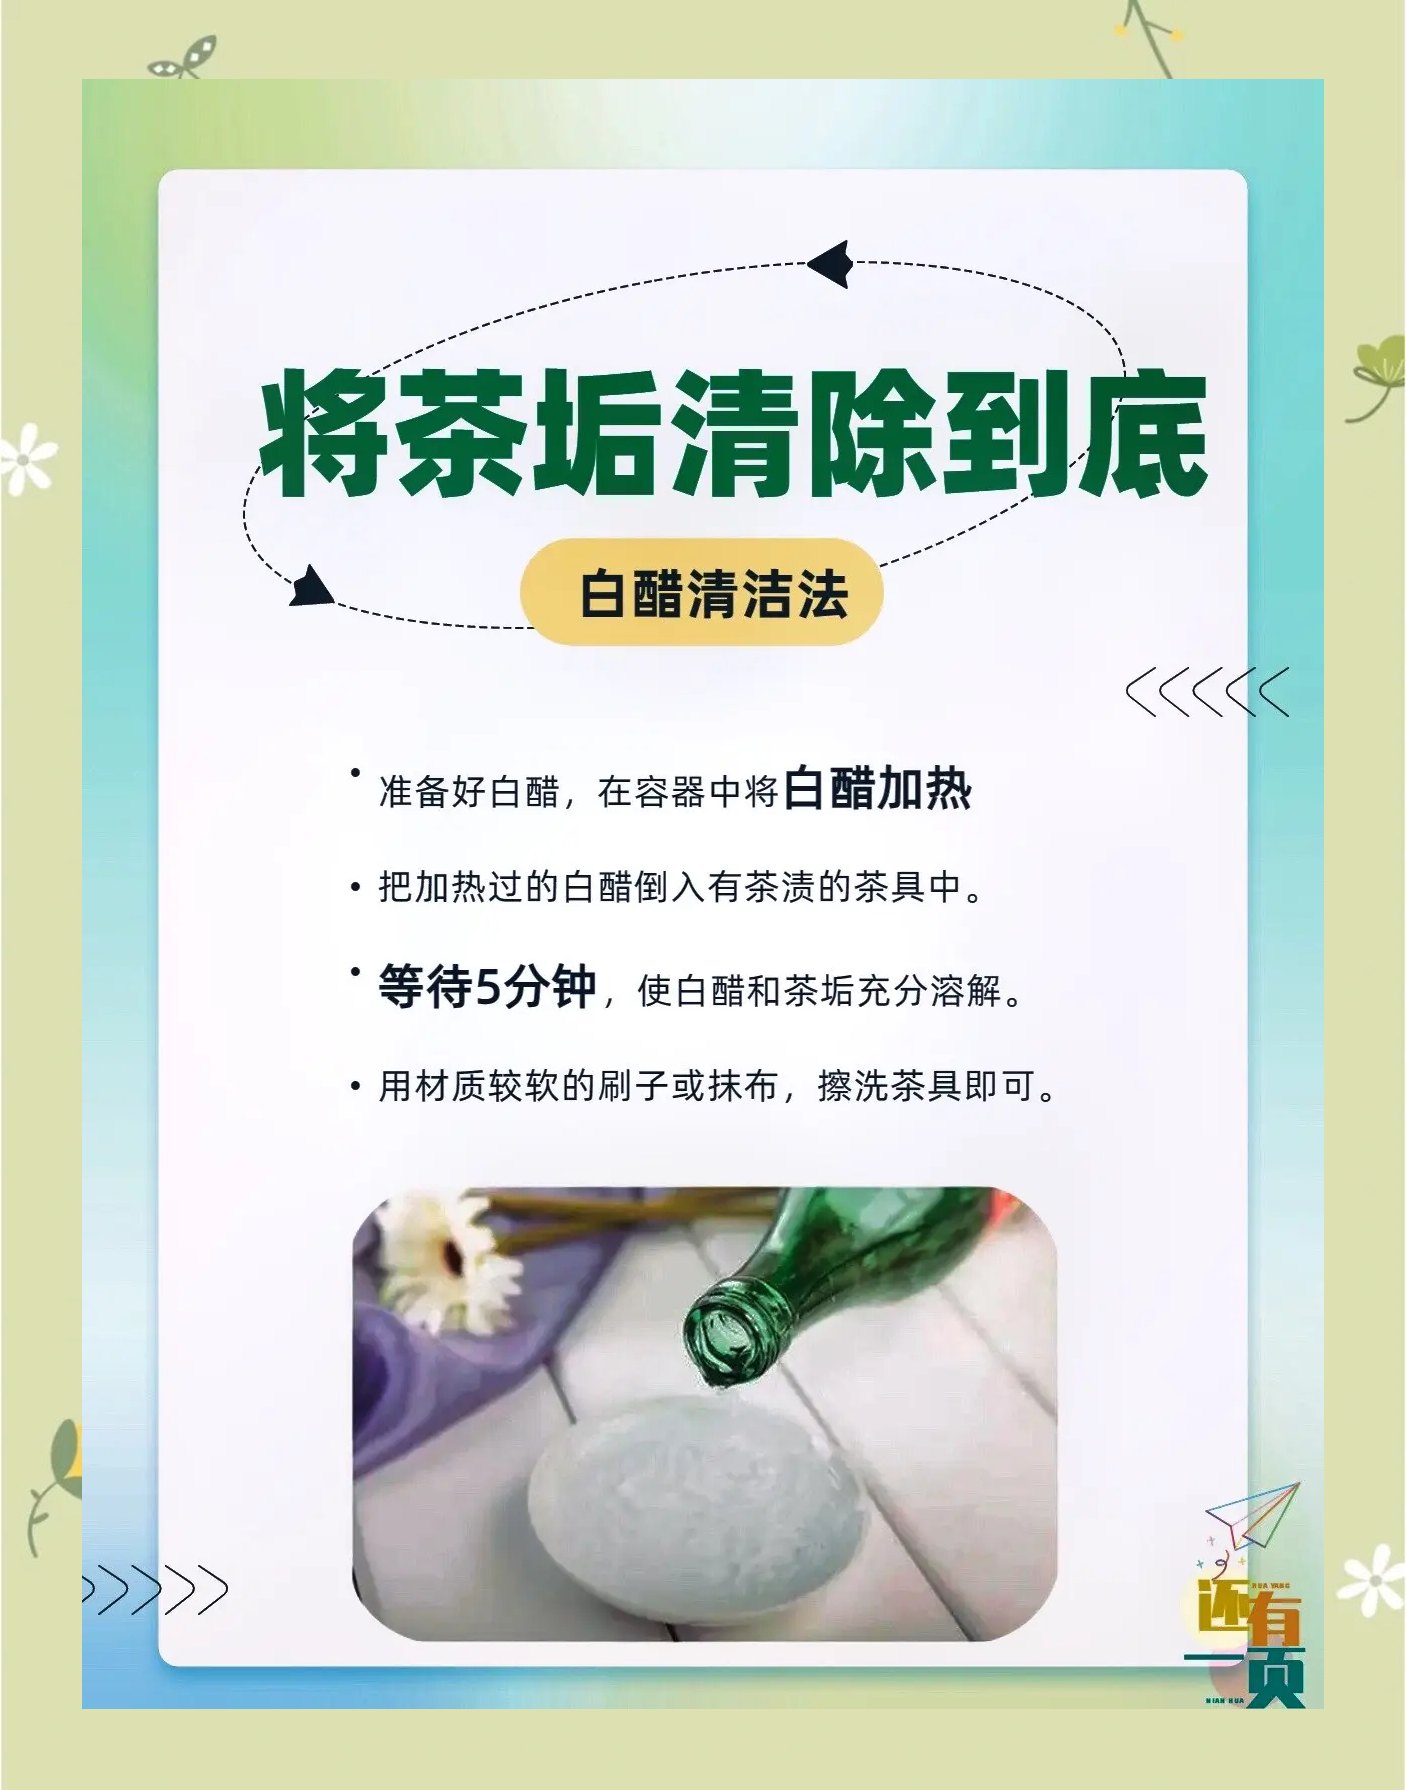 将茶垢清除到底
白醋清洁法
• 准备好白醋，在容器中将白醋加热
• 把加热过的白醋倒入有茶渍的茶具中。
• 等待5分钟，使白醋和茶垢充分溶解。
• 用材质较软的刷子或抹布，擦洗茶具即可。
还有
HUA YANG
一页
NIAN HUA